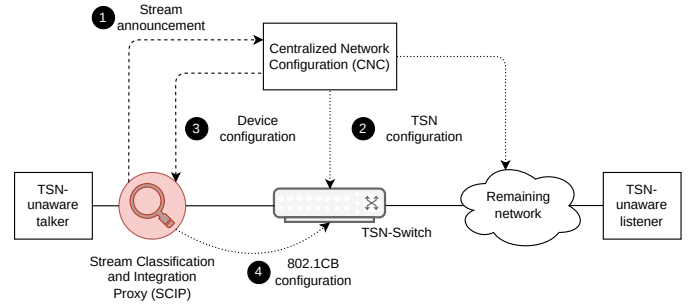 1
Stream
announcement
Centralized Network
Configuration (CNC)
3
Device
configuration
2
TSN
configuration
TSN-
unaware
talker
Remaining
network
TSN-
unaware
listener
TSN-Switch
Stream Classification
and Integration
Proxy (SCIP)
4
802.1CB
configuration